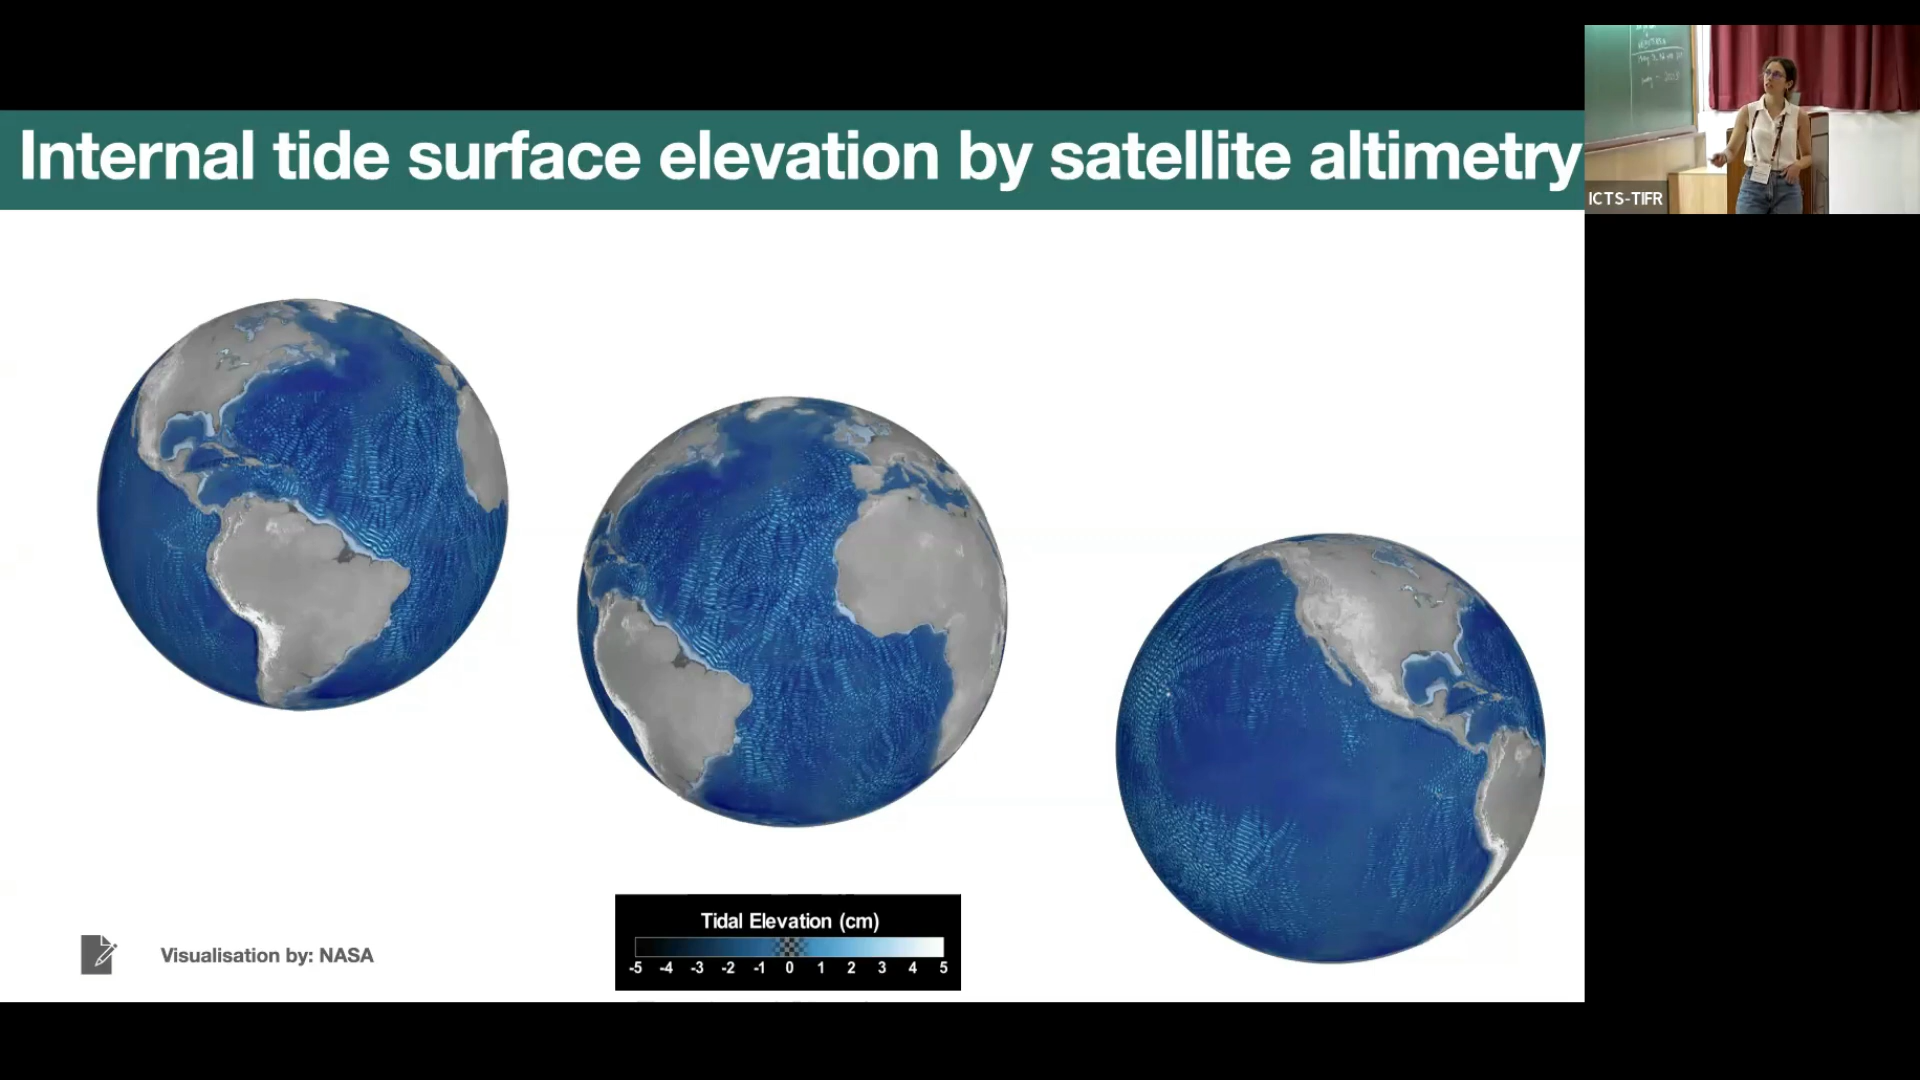 Internal tide surface elevation by satellite altimetry
ICTS-TIFR
Tidal Elevation (cm)
-5 -4 -3 -2 -1 0 1 2 3 4 5
Visualisation by: NASA